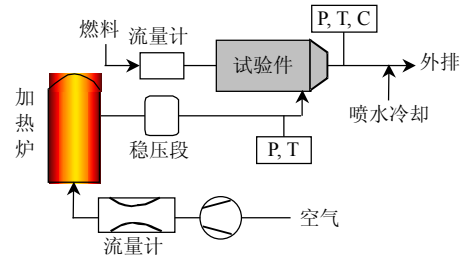 P, T, C
燃料
流量计
试验件
外排
加热炉
喷水冷却
稳压段
P, T
空气
流量计